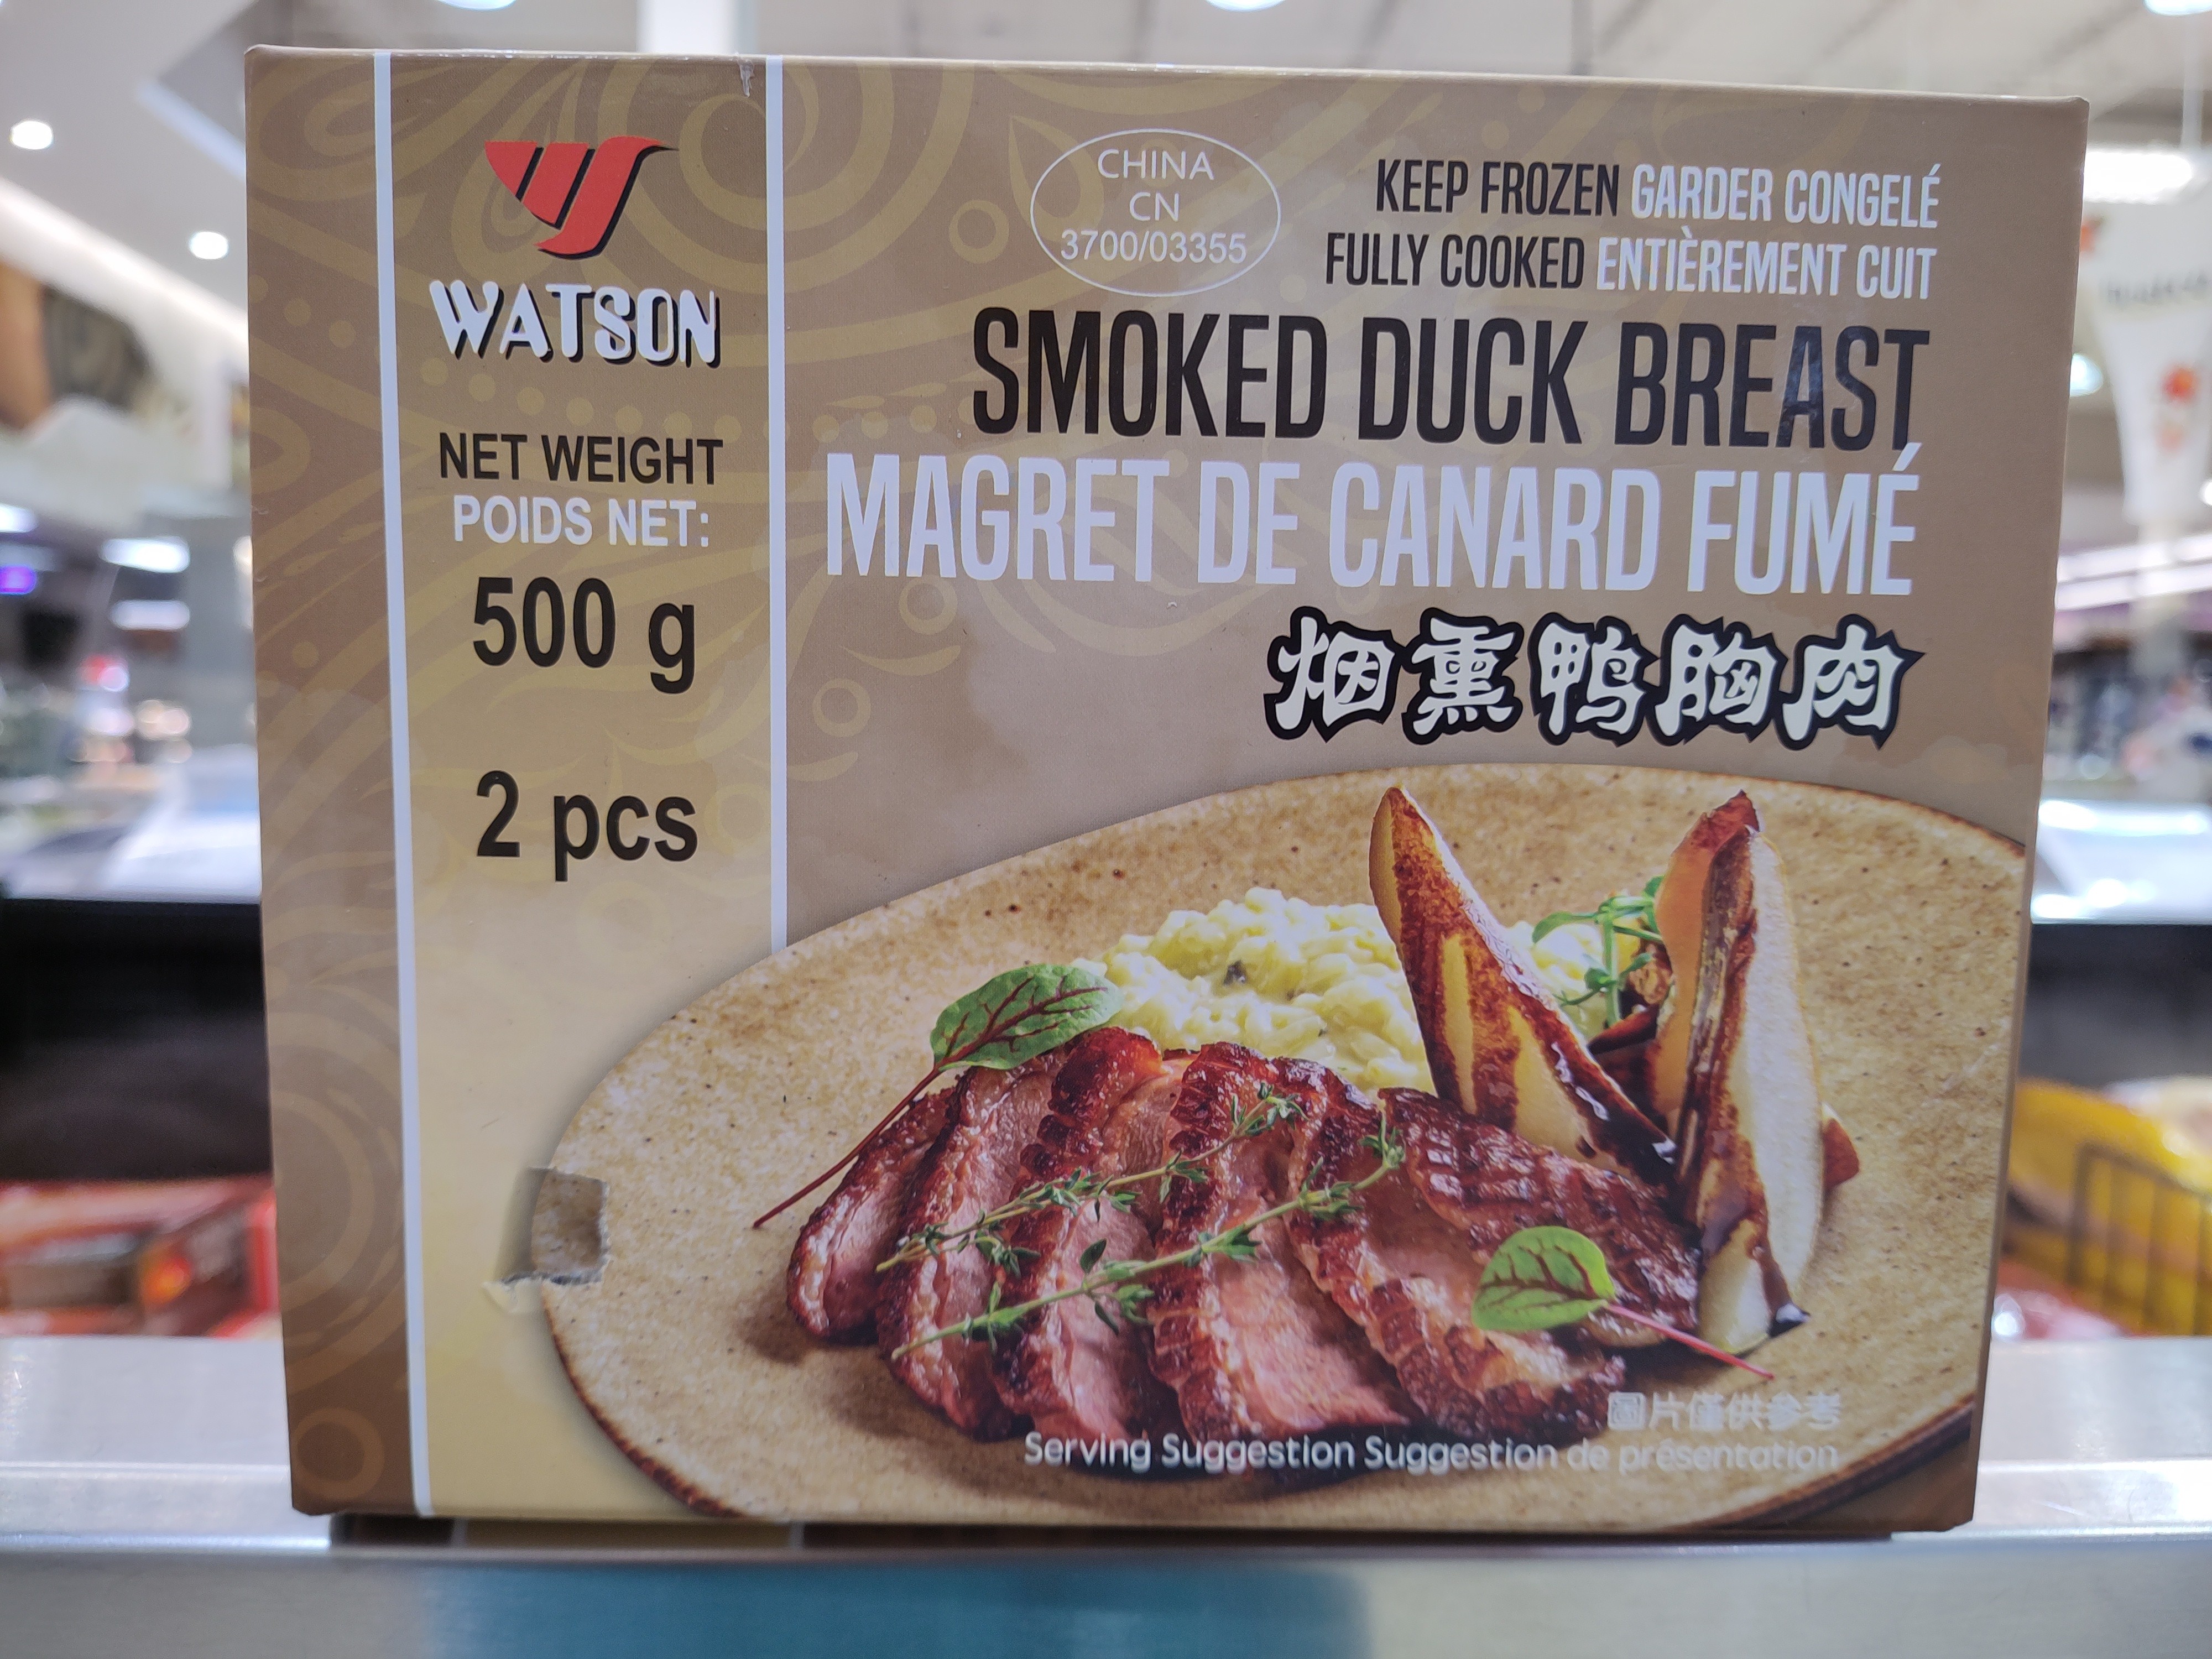 WATSON
NET WEIGHT
POIDS NET:
500 g
2 pcs
CHINA
CN
3700/03355
KEEP FROZEN GARDER CONGELÉ
FULLY COOKED ENTIÈREMENT CUIT
SMOKED DUCK BREAST
MAGRET DE CANARD FUMÉ
烟熏鸭胸肉
圖片僅供參考
Serving Suggestion Suggestion de présentation